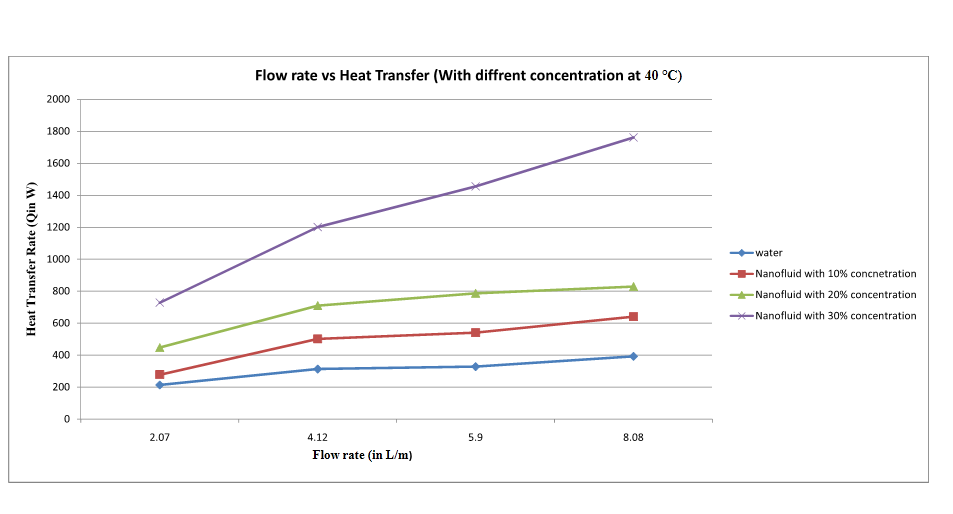 Flow rate vs Heat Transfer (With diffrent concentration at 40 °C)
2000
1800
1600
1400
1200
1000
800
600
400
200
0
Heat Transfer Rate (Qin W)
2.07 4.12 5.9 8.08
Flow rate (in L/m)
water
Nanofluid with 10% concnetration
Nanofluid with 20% concentration
Nanofluid with 30% concentration